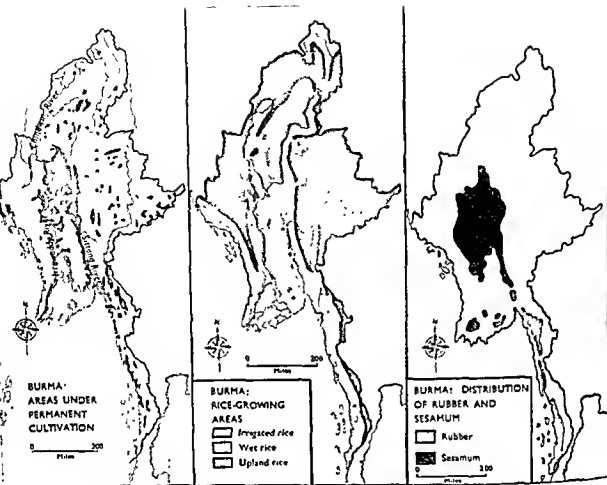 N
BURMA·
AREAS UNDER
PERMANENT
CULTIVATION
0 200
Miles
N
0 200
Miles
BURMA:
RICE-GROWING
AREAS
Irrigated rice
Wet rice
Upland rice
N
BURMA: DISTRIBUTION
OF RUBBER AND
SESAMUM
Rubber
Sesamum
0 200
Miles